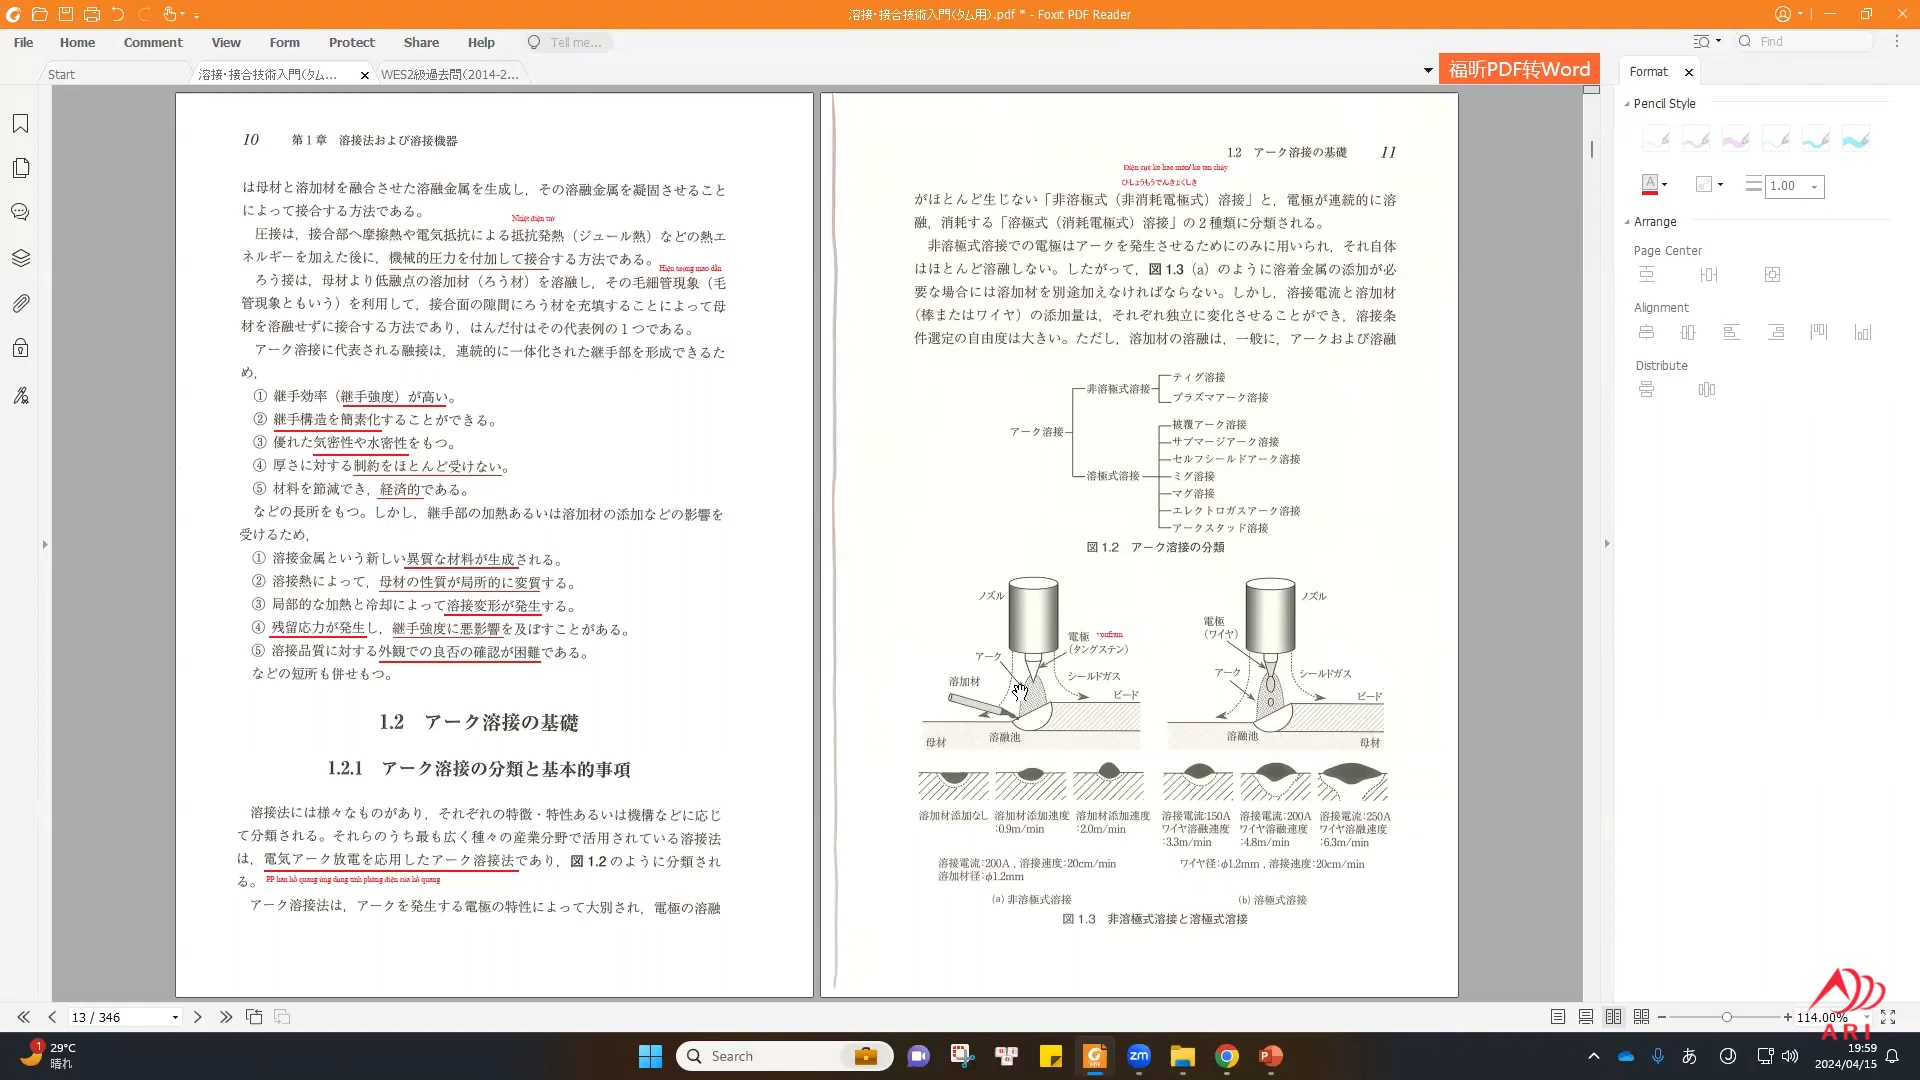 溶接・接合技術入門(タム用).pdf * - Foxit PDF Reader
File Home Comment View Form Protect Share Help Tell me... Find
Start 溶接・接合技術入門(タム... WES2級過去問(2014-2... 福昕PDF转Word Format
10 第1章 溶接法および溶接機器
は母材と溶加材を融合させた溶融金属を生成し，その溶融金属を凝固させること
によって接合する方法である。
Nhiệt điện trở
圧接は，接合部へ摩擦熱や電気抵抗による抵抗発熱（ジュール熱）などの熱エ
ネルギーを加えた後に，機械的圧力を付加して接合する方法である。
Hiện tượng mao dẫn
ろう接は，母材より低融点の溶加材（ろう材）を溶融し，その毛細管現象（毛
管現象ともいう）を利用して，接合面の隙間にろう材を充填することによって母
材を溶融せずに接合する方法であり，はんだ付はその代表例の1つである。
アーク溶接に代表される融接は，連続的に一体化された継手部を形成できるた
め，
① 継手効率（継手強度）が高い。
② 継手構造を簡素化することができる。
③ 優れた気密性や水密性をもつ。
④ 厚さに対する制約をほとんど受けない。
⑤ 材料を節減でき，経済的である。
などの長所をもつ。しかし，継手部の加熱あるいは溶加材の添加などの影響を
受けるため，
① 溶接金属という新しい異質な材料が生成される。
② 溶接熱によって，母材の性質が局所的に変質する。
③ 局部的な加熱と冷却によって溶接変形が発生する。
④ 残留応力が発生し，継手強度に悪影響を及ぼすことがある。
⑤ 溶接品質に対する外観での良否の確認が困難である。
などの短所も併せもつ。
1.2 アーク溶接の基礎
1.2.1 アーク溶接の分類と基本的事項
溶接法には様々なものがあり，それぞれの特徴・特性あるいは機構などに応じ
て分類される。それらのうち最も広く種々の産業分野で活用されている溶接法
は，電気アーク放電を応用したアーク溶接法であり，図1.2のように分類され
る。 PP hàn hồ quang ứng dụng tính phóng điện của hồ quang
アーク溶接法は，アークを発生する電極の特性によって大別され，電極の溶融
1.2 アーク溶接の基礎 11
Điện cực ko hao mòn/ ko tan chảy
ひしょうもうでんきょくしき
がほとんど生じない「非溶極式（非消耗電極式）溶接」と，電極が連続的に溶
融，消耗する「溶極式（消耗電極式）溶接」の2種類に分類される。
非溶極式溶接での電極はアークを発生させるためにのみに用いられ，それ自体
はほとんど溶融しない。したがって，図1.3（a）のように溶着金属の添加が必
要な場合には溶加材を別途加えなければならない。しかし，溶接電流と溶加材
（棒またはワイヤ）の添加量は，それぞれ独立に変化させることができ，溶接条
件選定の自由度は大きい。ただし，溶加材の溶融は，一般に，アークおよび溶融
アーク溶接
非溶極式溶接
ティグ溶接
プラズマアーク溶接
溶極式溶接
被覆アーク溶接
サブマージアーク溶接
セルフシールドアーク溶接
ミグ溶接
マグ溶接
エレクトロガスアーク溶接
アークスタッド溶接
図1.2 アーク溶接の分類
ノズル
電極 vonfram
（タングステン）
アーク
シールドガス
溶加材
ビード
溶融池
母材
ノズル
電極
（ワイヤ）
アーク
シールドガス
ビード
溶融池
母材
溶加材添加なし 溶加材添加速度 溶加材添加速度
:0.9m/min :2.0m/min
溶接電流:150A 溶接電流:200A 溶接電流:250A
ワイヤ溶融速度 ワイヤ溶融速度 ワイヤ溶融速度
:3.3m/min :4.8m/min :6.3m/min
溶接電流:200A，溶接速度:20cm/min
溶加材径:φ1.2mm
ワイヤ径:φ1.2mm，溶接速度:20cm/min
(a) 非溶極式溶接 (b) 溶極式溶接
図1.3 非溶極式溶接と溶極式溶接
Pencil Style
A 1.00
Arrange
Page Center
Alignment
Distribute
13 / 346 114.00%
ARI
1 29°C
晴れ
Search
zm
あ
19:59
2024/04/15